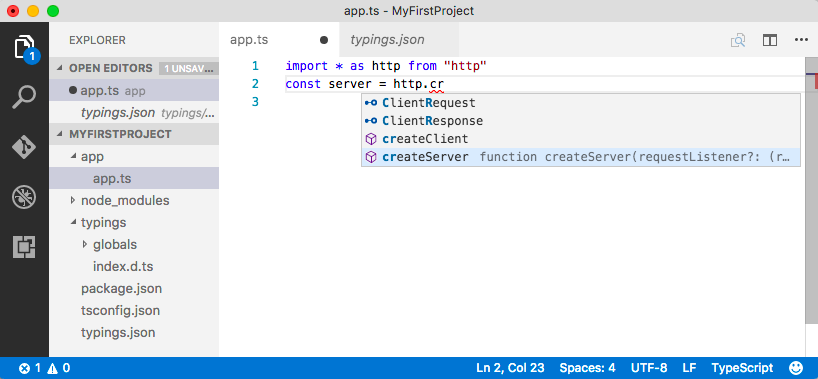 app.ts - MyFirstProject
EXPLORER
OPEN EDITORS 1 UNSAV...
app.ts app
typings.json typings/...
MYFIRSTPROJECT
app
app.ts
node_modules
typings
globals
index.d.ts
package.json
tsconfig.json
typings.json
1
app.ts
typings.json
1 import * as http from "http"
2 const server = http.cr
3
ClientRequest
ClientResponse
createClient
createServer function createServer(requestListener?: (r...
1 0
Ln 2, Col 23 Spaces: 4 UTF-8 LF TypeScript